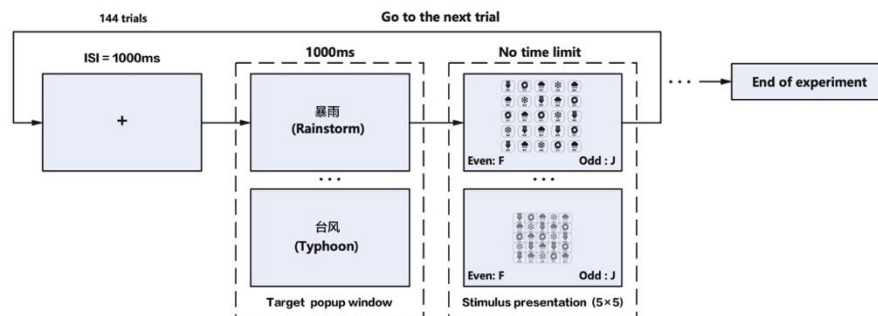 144 trials
Go to the next trial
ISI = 1000ms
1000ms
No time limit
+
暴雨
(Rainstorm)
Even: F
Odd : J
...
End of experiment
...
...
台风
(Typhoon)
Even: F
Odd : J
Target popup window
Stimulus presentation (5×5)